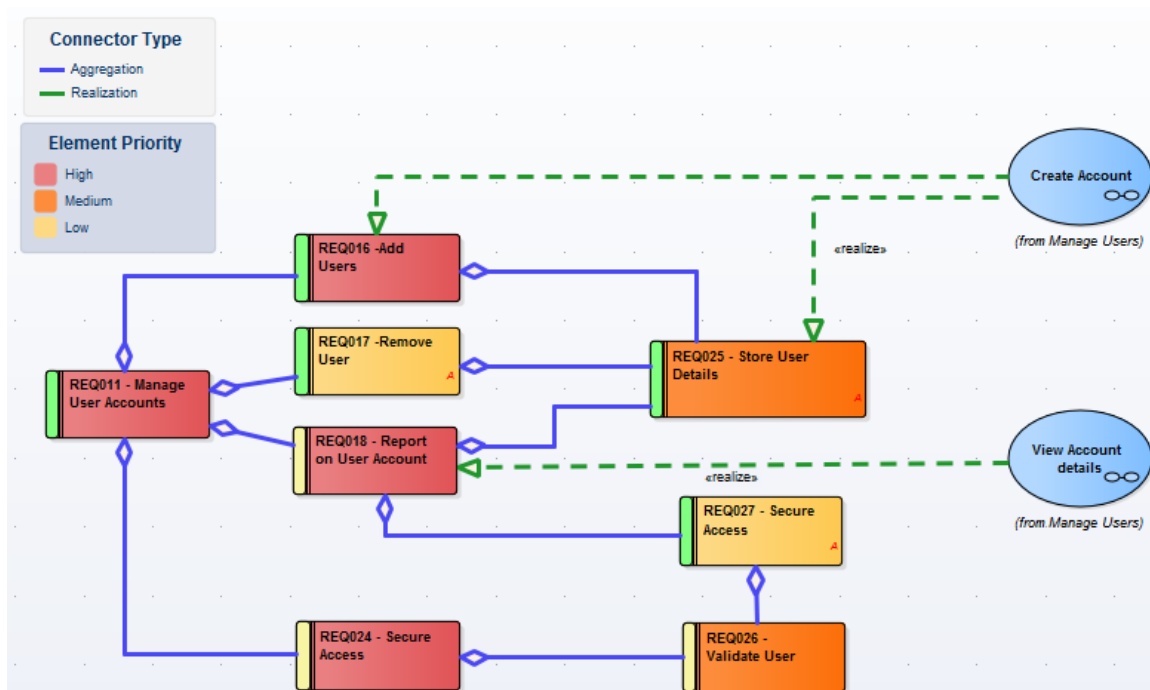 Connector Type
Aggregation
Realization
Element Priority
High
Medium
Low
Create Account
(from Manage Users)
«realize»
REQ016 -Add
Users
REQ017 -Remove
User
A
REQ025 - Store User
Details
A
REQ011 - Manage
User Accounts
REQ018 - Report
on User Account
View Account
details
(from Manage Users)
«realize»
REQ027 - Secure
Access
A
REQ024 - Secure
Access
REQ026 -
Validate User